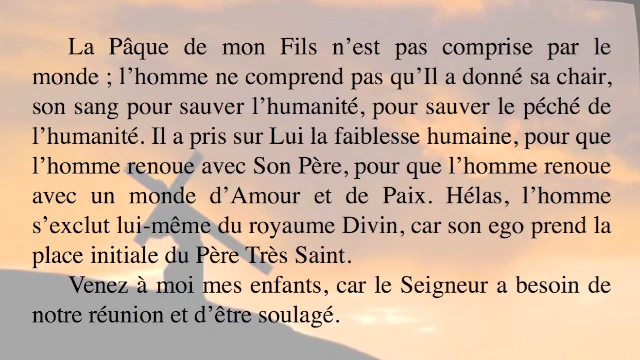 La Pâque de mon Fils n’est pas comprise par le
monde ; l’homme ne comprend pas qu’Il a donné sa chair,
son sang pour sauver l’humanité, pour sauver le péché de
l’humanité. Il a pris sur Lui la faiblesse humaine, pour que
l’homme renoue avec Son Père, pour que l’homme renoue
avec un monde d’Amour et de Paix. Hélas, l’homme
s’exclut lui-même du royaume Divin, car son ego prend la
place initiale du Père Très Saint.
Venez à moi mes enfants, car le Seigneur a besoin de
notre réunion et d’être soulagé.